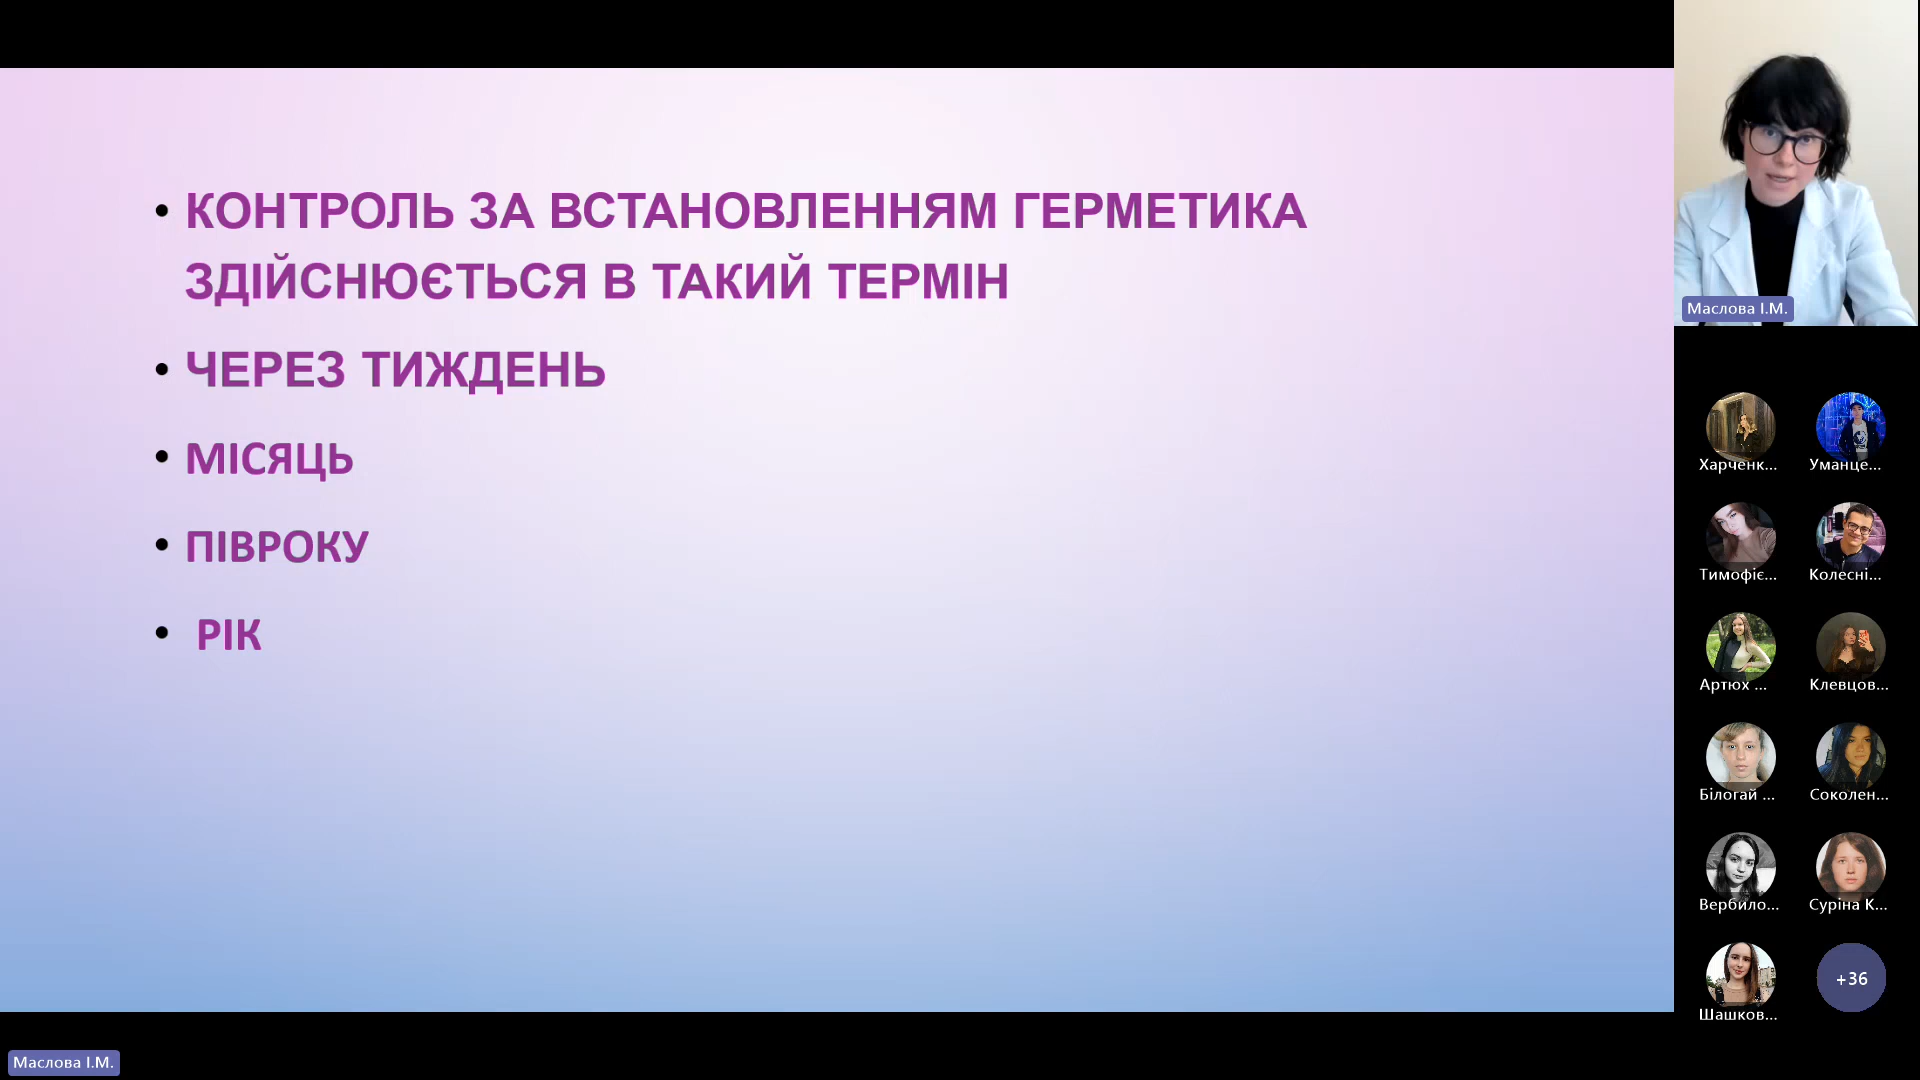 • КОНТРОЛЬ ЗА ВСТАНОВЛЕННЯМ ГЕРМЕТИКА
ЗДІЙСНЮЄТЬСЯ В ТАКИЙ ТЕРМІН
• ЧЕРЕЗ ТИЖДЕНЬ
• МІСЯЦЬ
• ПІВРОКУ
• РІК
Маслова І.М.
Харченк...
Уманце...
Тимофіє...
Колесні...
Артюх ...
Клевцов...
Білогай ...
Соколен...
Вербило...
Суріна К...
Шашков...
+36
Маслова І.М.